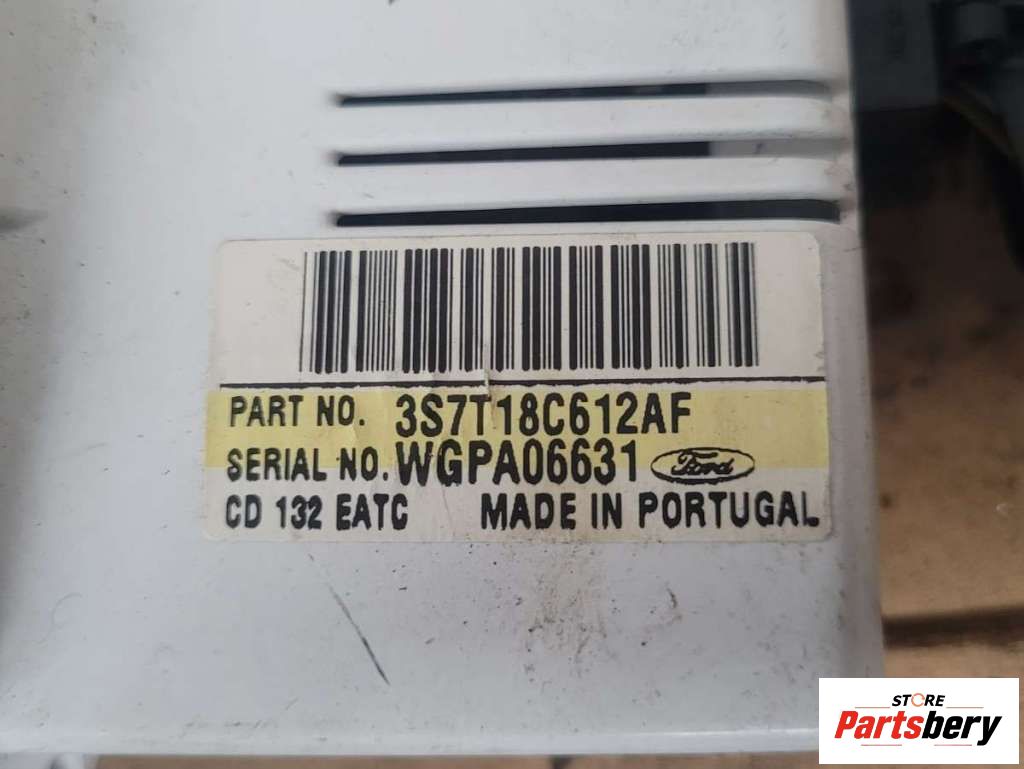 PART NO. 3S7T18C612AF
SERIAL NO. WGPA06631 Ford
CD 132 EATC MADE IN PORTUGAL
STORE
Partsbery